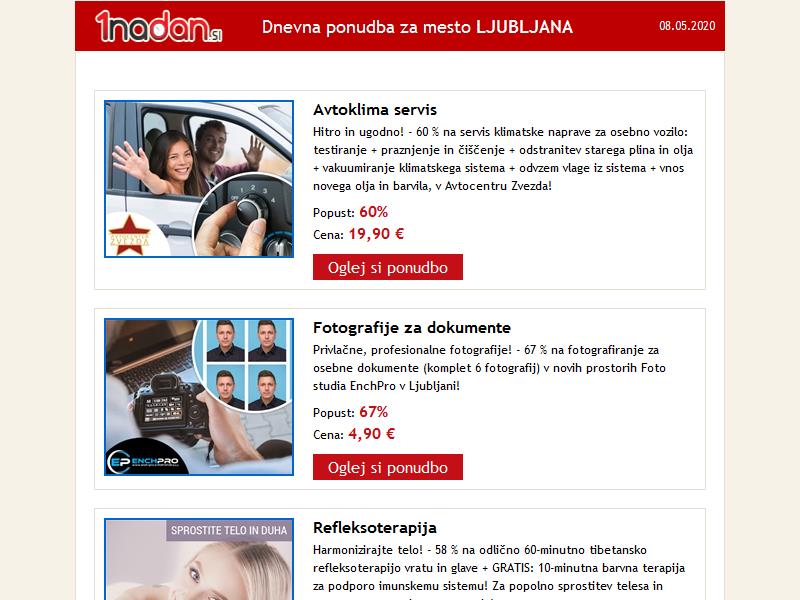 1nadan.si
Dnevna ponudba za mesto LJUBLJANA
08.05.2020
Avtoklima servis
Hitro in ugodno! - 60 % na servis klimatske naprave za osebno vozilo:
testiranje + praznjenje in čiščenje + odstranitev starega plina in olja
+ vakuumiranje klimatskega sistema + odvzem vlage iz sistema + vnos
novega olja in barvila, v Avtocentru Zvezda!
Popust: 60%
Cena: 19,90 €
Oglej si ponudbo
OFF 1 2 3 4
ZVEZDA
Fotografije za dokumente
Privlačne, profesionalne fotografije! - 67 % na fotografiranje za
osebne dokumente (komplet 6 fotografij) v novih prostorih Foto
studia EnchPro v Ljubljani!
Popust: 67%
Cena: 4,90 €
Oglej si ponudbo
EP ENCHPRO
SPROSTITE TELO IN DUHA
Refleksoterapija
Harmonizirajte telo! - 58 % na odlično 60-minutno tibetansko
refleksoterapijo vratu in glave + GRATIS: 10-minutna barvna terapija
za podporo imunskemu sistemu! Za popolno sprostitev telesa in